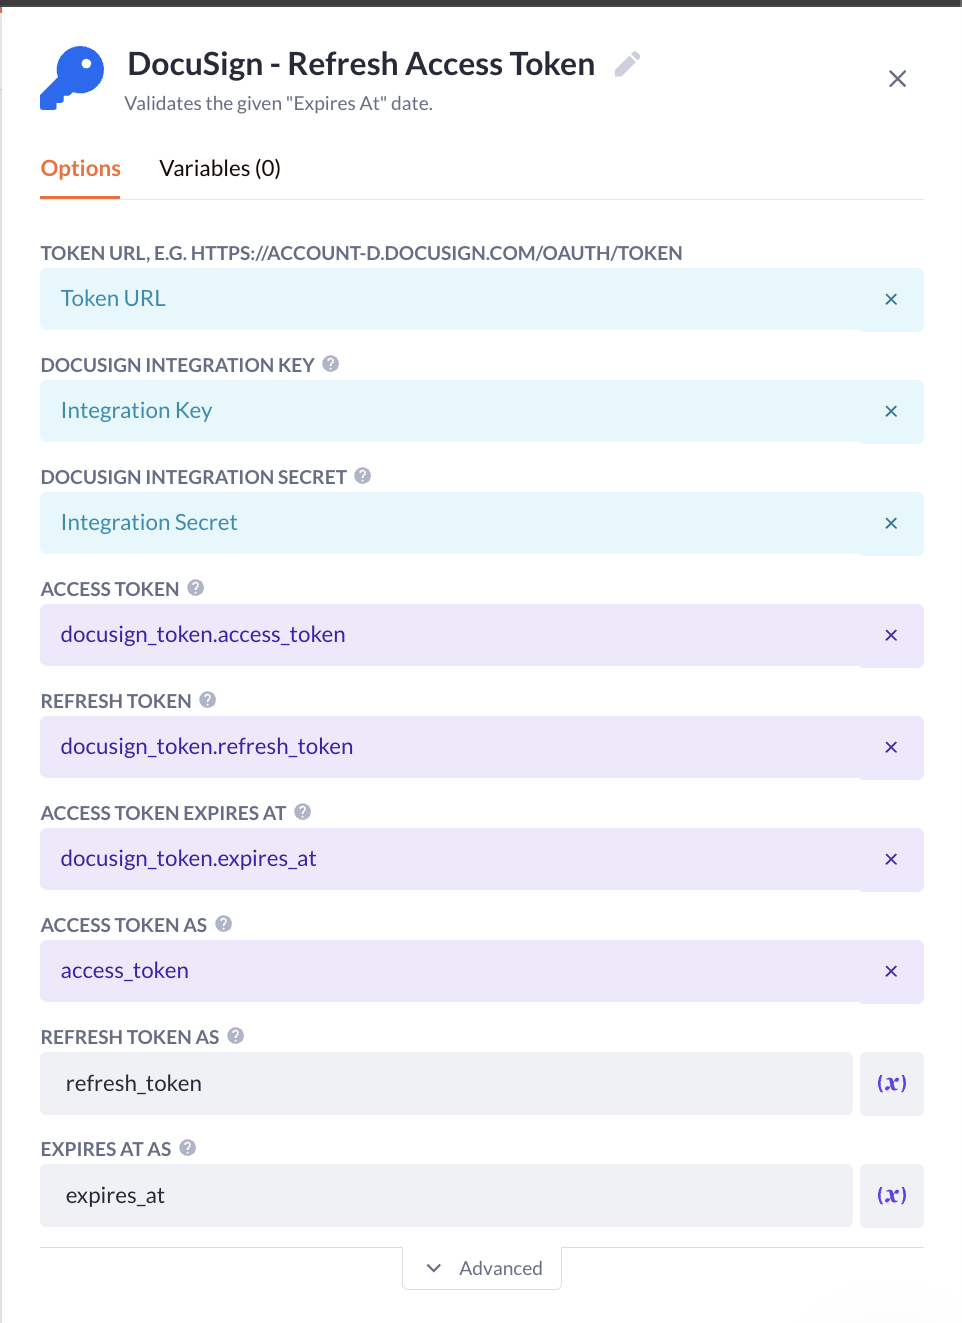 DocuSign - Refresh Access Token
Validates the given "Expires At" date.
Options Variables (0)
TOKEN URL, E.G. HTTPS://ACCOUNT-D.DOCUSIGN.COM/OAUTH/TOKEN
Token URL
DOCUSIGN INTEGRATION KEY ?
Integration Key
DOCUSIGN INTEGRATION SECRET ?
Integration Secret
ACCESS TOKEN ?
docusign_token.access_token
REFRESH TOKEN ?
docusign_token.refresh_token
ACCESS TOKEN EXPIRES AT ?
docusign_token.expires_at
ACCESS TOKEN AS ?
access_token
REFRESH TOKEN AS ?
refresh_token (x)
EXPIRES AT AS ?
expires_at (x)
Advanced